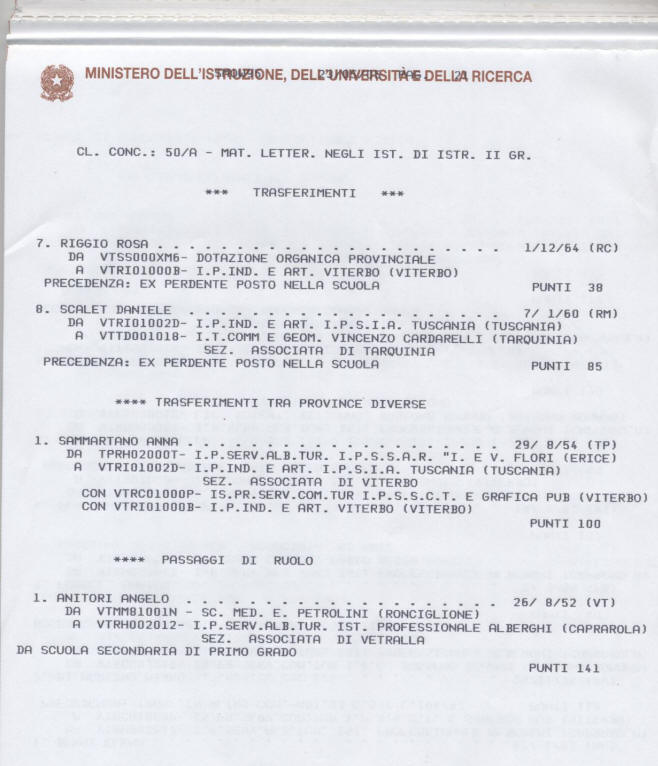 MINISTERO DELL'ISTRUZIONE, DELL'UNIVERSITÀ E DELLA RICERCA
PAG. 21
CL. CONC.: 50/A - MAT. LETTER. NEGLI IST. DI ISTR. II GR.
*** TRASFERIMENTI ***
7. RIGGIO ROSA . . . . . . . . . . . . . . . . . . . . . . 1/12/64 (RC)
DA VTSS000XM6- DOTAZIONE ORGANICA PROVINCIALE
A VTRI01000B- I.P.IND. E ART. VITERBO (VITERBO)
PRECEDENZA: EX PERDENTE POSTO NELLA SCUOLA PUNTI 38
8. SCALET DANIELE . . . . . . . . . . . . . . . . . . . . . 7/ 1/60 (RM)
DA VTRI01002D- I.P.IND. E ART. I.P.S.I.A. TUSCANIA (TUSCANIA)
A VTTD001018- I.T.COMM E GEOM. VINCENZO CARDARELLI (TARQUINIA)
SEZ. ASSOCIATA DI TARQUINIA
PRECEDENZA: EX PERDENTE POSTO NELLA SCUOLA PUNTI 85
**** TRASFERIMENTI TRA PROVINCE DIVERSE
1. SAMMARTANO ANNA . . . . . . . . . . . . . . . . . . . . 29/ 8/54 (TP)
DA TPRH02000T- I.P.SERV.ALB.TUR. I.P.S.S.A.R. "I. E V. FLORI (ERICE)
A VTRI01002D- I.P.IND. E ART. I.P.S.I.A. TUSCANIA (TUSCANIA)
SEZ. ASSOCIATA DI VITERBO
CON VTRC01000P- IS.PR.SERV.COM.TUR I.P.S.S.C.T. E GRAFICA PUB (VITERBO)
CON VTRI01000B- I.P.IND. E ART. VITERBO (VITERBO)
PUNTI 100
**** PASSAGGI DI RUOLO
1. ANITORI ANGELO . . . . . . . . . . . . . . . . . . . . . 26/ 8/52 (VT)
DA VTMM81001N - SC. MED. E. PETROLINI (RONCIGLIONE)
A VTRH002012- I.P.SERV.ALB.TUR. IST. PROFESSIONALE ALBERGHI (CAPRAROLA)
SEZ. ASSOCIATA DI VETRALLA
DA SCUOLA SECONDARIA DI PRIMO GRADO
PUNTI 141